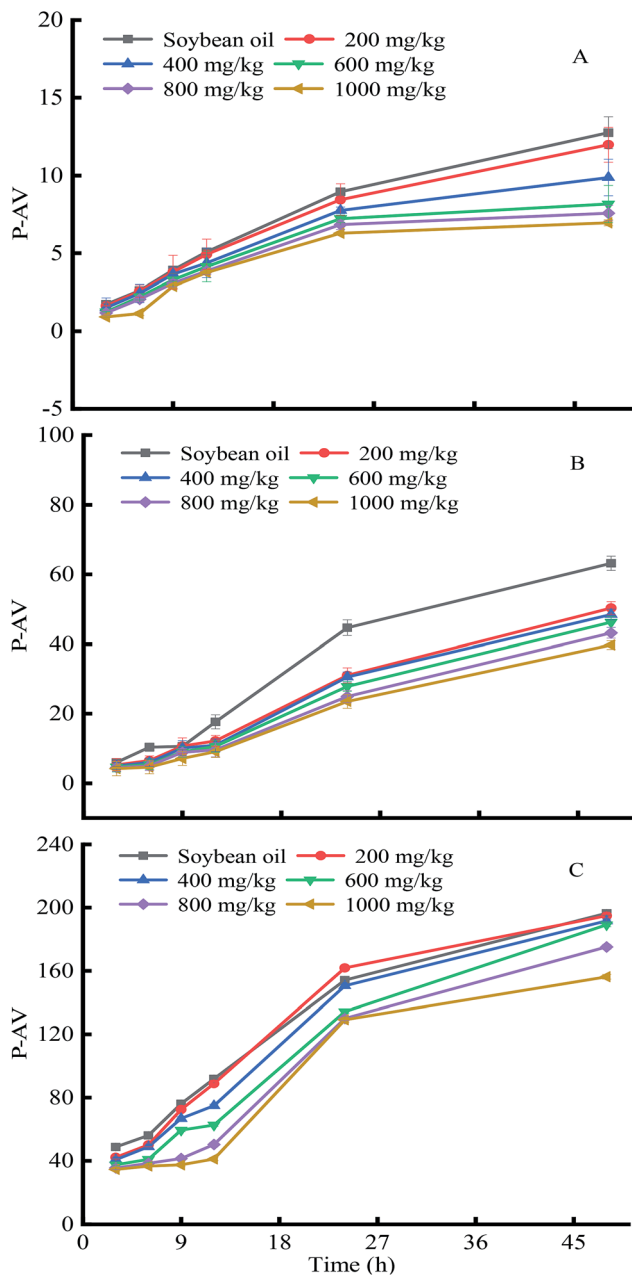 20
Soybean oil 200 mg/kg
A
400 mg/kg 600 mg/kg
800 mg/kg 1000 mg/kg
15
10
P-AV
5
0
-5
100
Soybean oil 200 mg/kg
B
400 mg/kg 600 mg/kg
800 mg/kg 1000 mg/kg
80
60
P-AV
40
20
0
240
Soybean oil 200 mg/kg
C
400 mg/kg 600 mg/kg
800 mg/kg 1000 mg/kg
200
160
P-AV
120
80
40
0
0 9 18 27 36 45
Time (h)